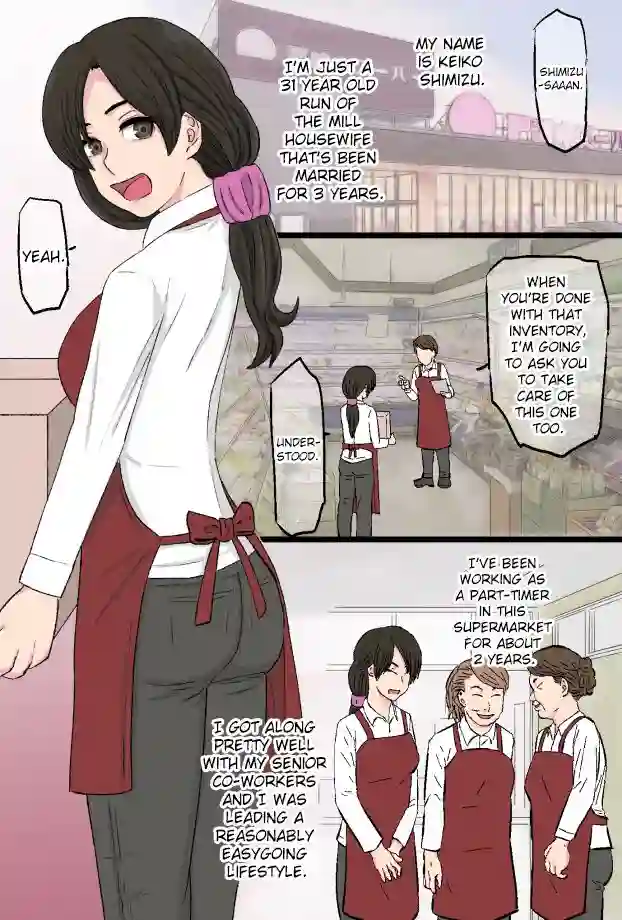 SHIMIZU
-SAAAN.
MY NAME
IS KEIKO
SHIMIZU.
I'M JUST A
31 YEAR OLD
RUN OF
THE MILL
HOUSEWIFE
THAT'S BEEN
MARRIED
FOR 3 YEARS.
YEAH.
WHEN
YOU'RE DONE
WITH THAT
INVENTORY,
I'M GOING
TO ASK YOU
TO TAKE
CARE OF
THIS ONE
TOO.
UNDER-
STOOD.
I'VE BEEN
WORKING AS
A PART-TIMER
IN THIS
SUPERMARKET
FOR ABOUT
2 YEARS.
I GOT ALONG
PRETTY WELL
WITH MY SENIOR
CO-WORKERS
AND I WAS
LEADING A
REASONABLY
EASYGOING
LIFESTYLE.